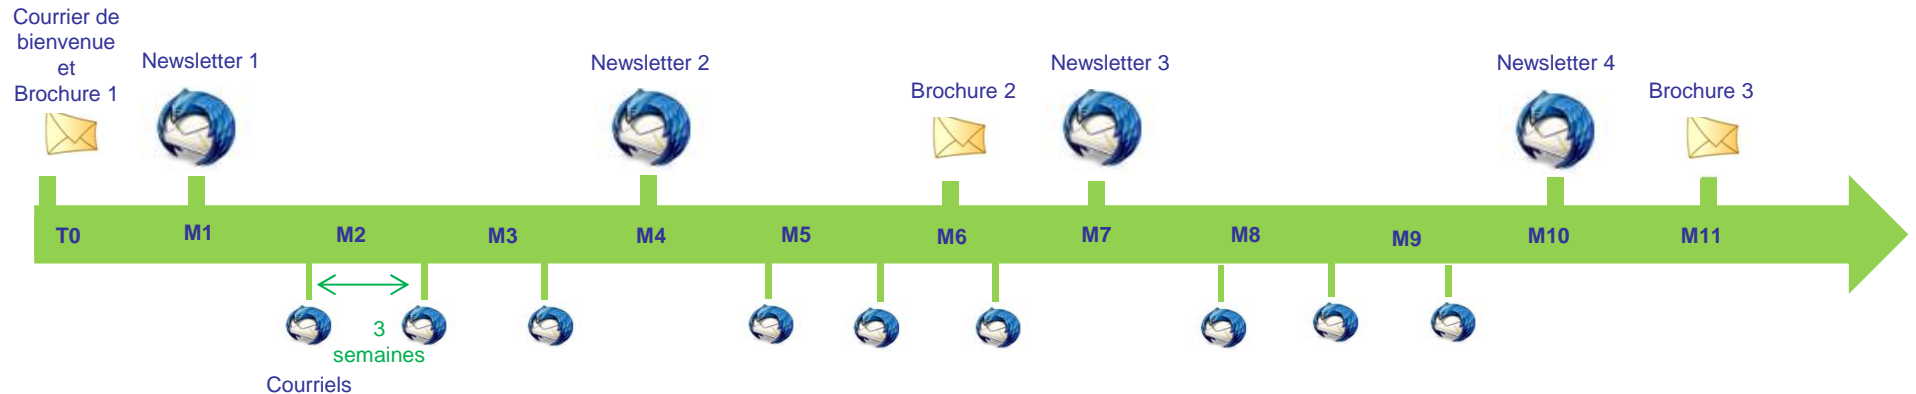 Courrier de
bienvenue
et
Brochure 1
Newsletter 1
Newsletter 2
Brochure 2
Newsletter 3
Newsletter 4
Brochure 3
T0
M1
M2
M3
M4
M5
M6
M7
M8
M9
M10
M11
3
semaines
Courriels